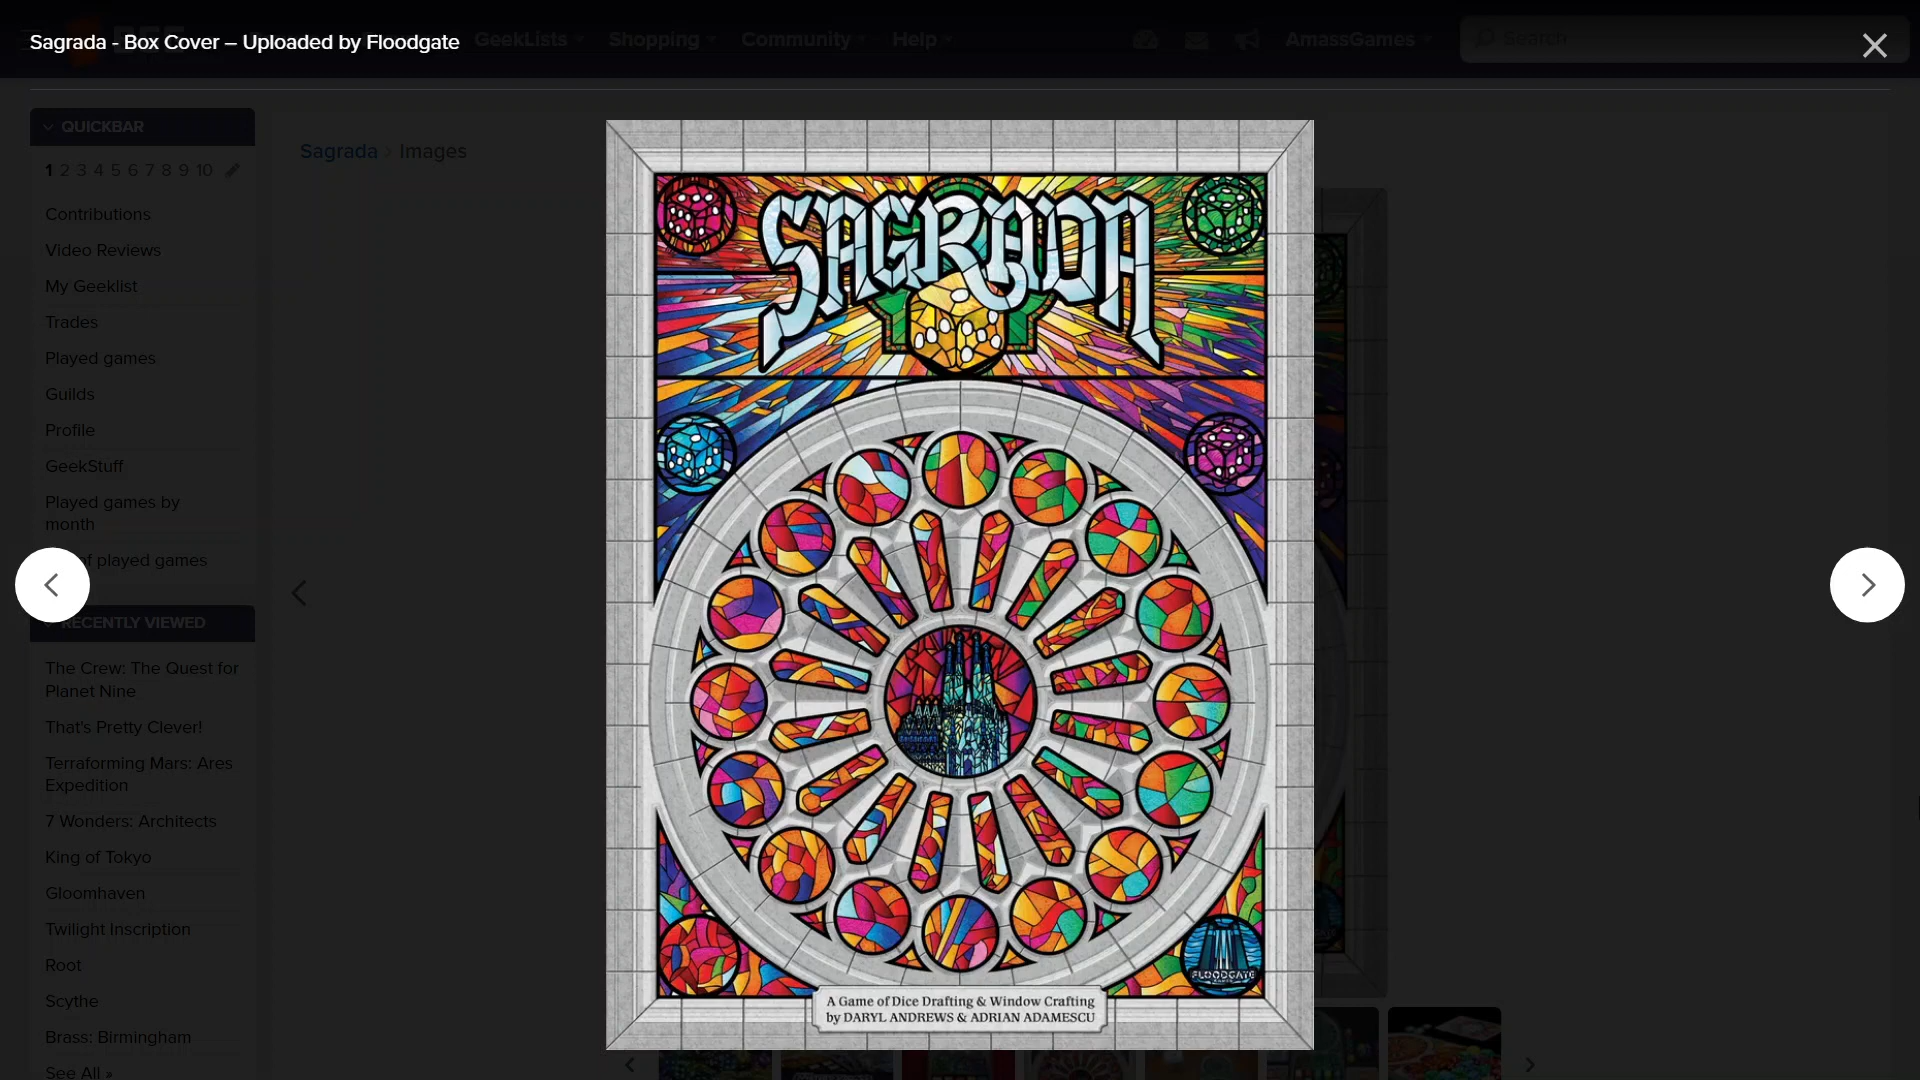 Sagrada - Box Cover – Uploaded by Floodgate
GeekLists
Shopping
Community
Help
AmassGames
Search
QUICKBAR
1 2 3 4 5 6 7 8 9 10
Contributions
Video Reviews
My Geeklist
Trades
Played games
Guilds
Profile
GeekStuff
Played games by
month
of played games
RECENTLY VIEWED
The Crew: The Quest for
Planet Nine
That's Pretty Clever!
Terraforming Mars: Ares
Expedition
7 Wonders: Architects
King of Tokyo
Gloomhaven
Twilight Inscription
Root
Scythe
Brass: Birmingham
See All »
Sagrada › Images
SAGRADA
FLOODGATE
A Game of Dice Drafting & Window Crafting
by DARYL ANDREWS & ADRIAN ADAMESCU